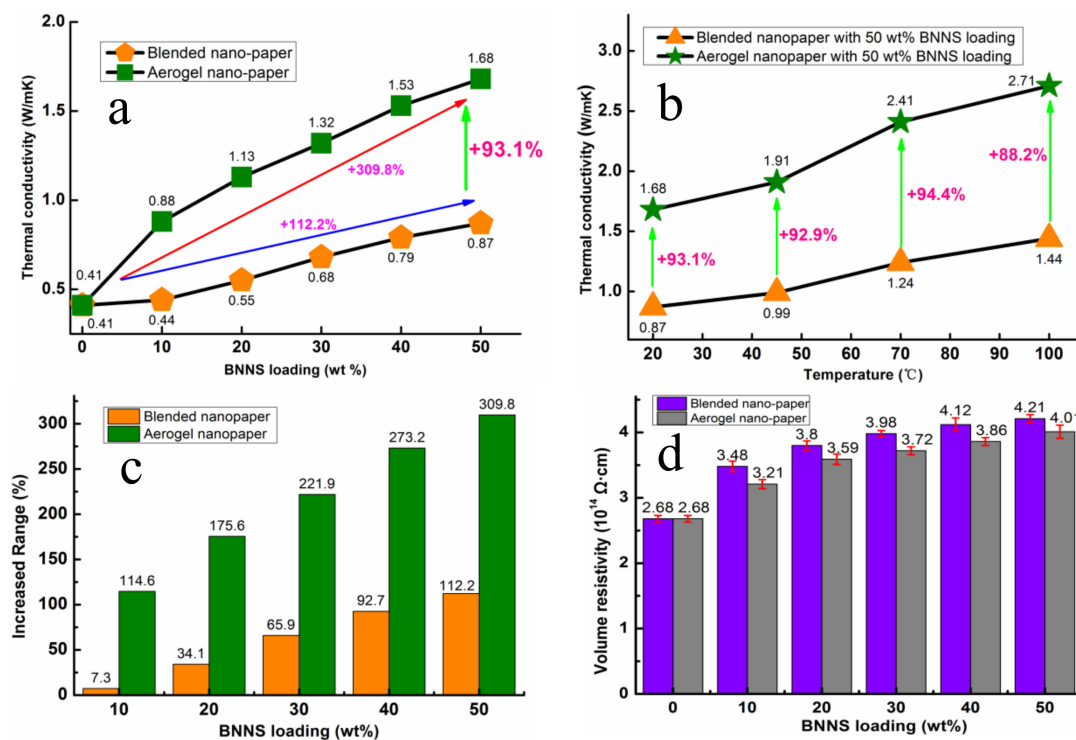 a
Blended nano-paper
Aerogel nano-paper
Thermal conductivity (W/mK)
2.0
1.5
1.0
0.5
0.41
0.88
1.13
1.32
1.53
1.68
+309.8%
+93.1%
+112.2%
0.41
0.44
0.55
0.68
0.79
0.87
0 10 20 30 40 50
BNNS loading (wt %)
b
Blended nanopaper with 50 wt% BNNS loading
Aerogel nanopaper with 50 wt% BNNS loading
Thermal conductivity (W/mK)
3.0
2.5
2.0
1.5
1.0
1.68
1.91
2.41
2.71
+93.1%
+92.9%
+94.4%
+88.2%
0.87
0.99
1.24
1.44
20 30 40 50 60 70 80 90 100
Temperature (℃)
c
Blended nanopaper
Aerogel nanopaper
Increased Range (%)
300
250
200
150
100
50
0
7.3
114.6
34.1
175.6
65.9
221.9
92.7
273.2
112.2
309.8
10 20 30 40 50
BNNS loading (wt%)
d
Blended nano-paper
Aerogel nano-paper
Volume resistivity (10¹⁴ Ω·cm)
4
3
2
1
0
2.68
2.68
3.48
3.21
3.8
3.59
3.98
3.72
4.12
3.86
4.21
4.01
0 10 20 30 40 50
BNNS loading (wt%)